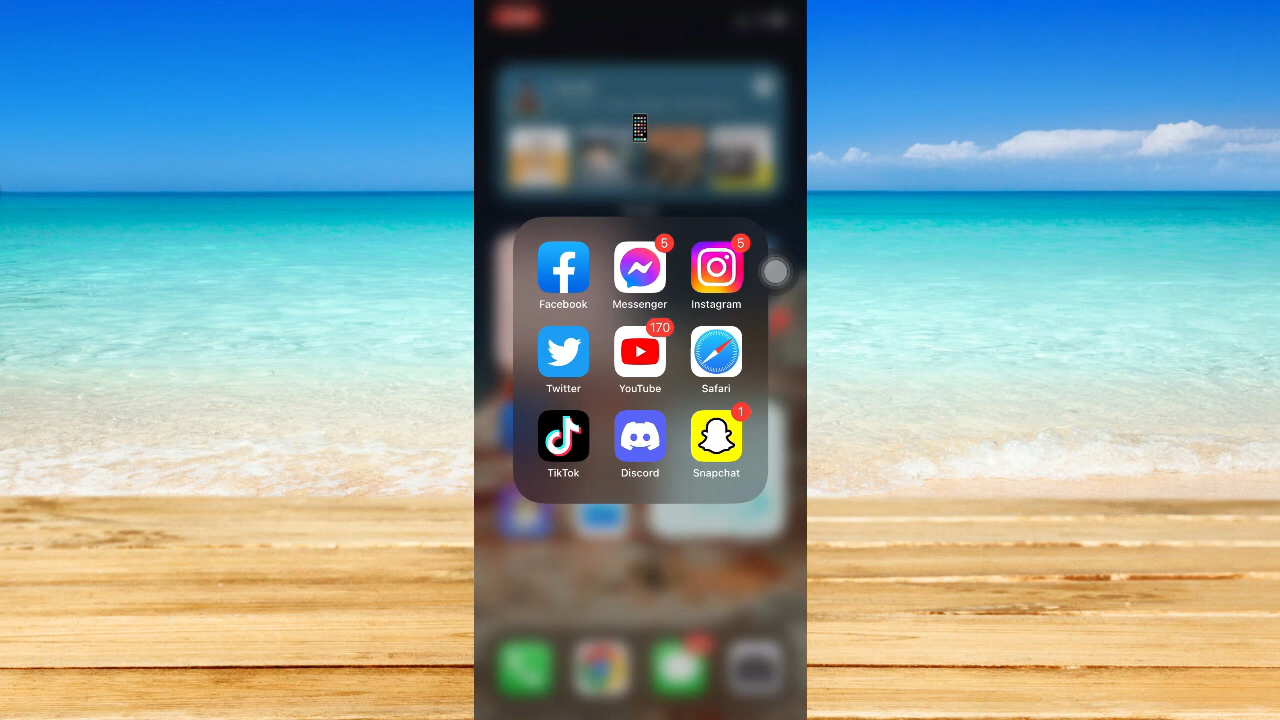 5
5
Facebook
Messenger
Instagram
170
Twitter
YouTube
Safari
1
TikTok
Discord
Snapchat